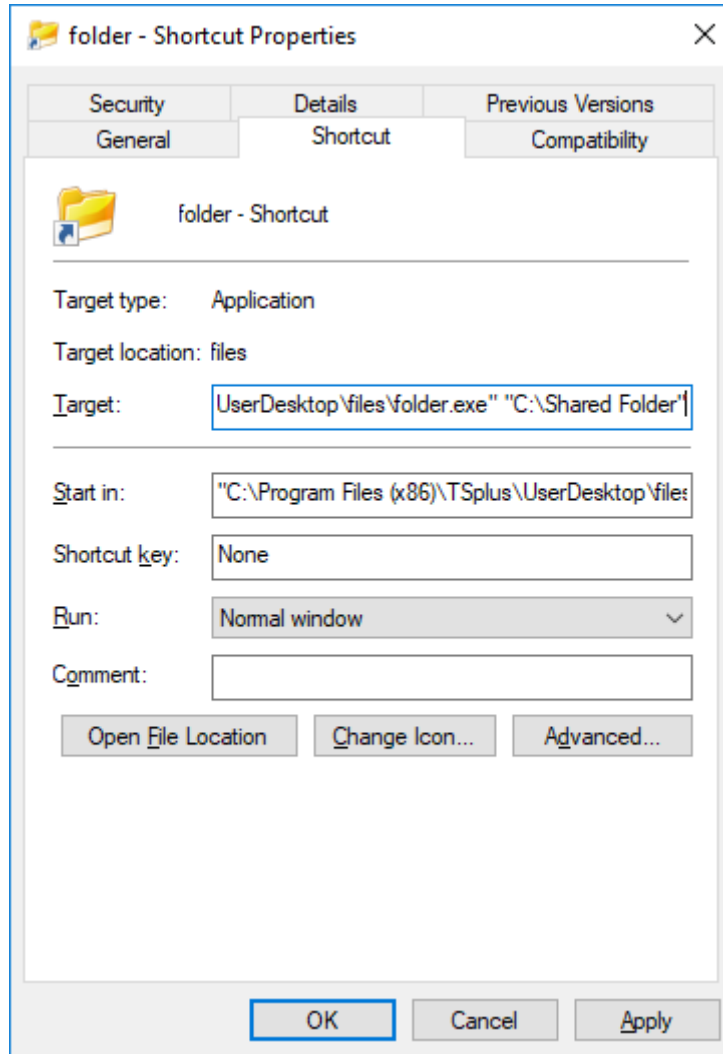 folder - Shortcut Properties
Security Details Previous Versions
General Shortcut Compatibility
folder - Shortcut
Target type: Application
Target location: files
Target: UserDesktop\files\folder.exe" "C:\Shared Folder"
Start in: "C:\Program Files (x86)\TSplus\UserDesktop\files
Shortcut key: None
Run: Normal window
Comment:
Open File Location Change Icon... Advanced...
OK Cancel Apply